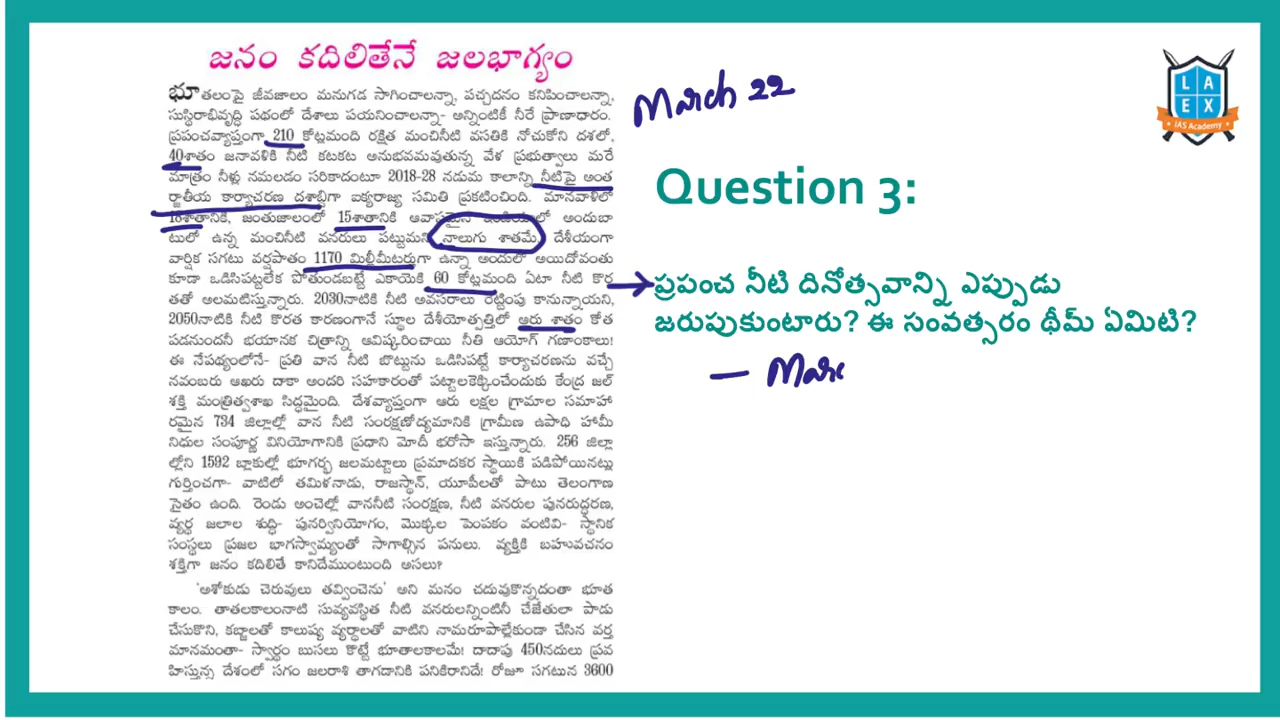 జనం కదిలితేనే జలభాగ్యం
భూతలంపై జీవజాలం మనుగడ సాగించాలన్నా, పచ్చదనం కనిపించాలన్నా,
సుస్థిరాభివృద్ధి పథంలో దేశాలు పయనించాలన్నా- అన్నింటికీ నీరే ప్రాణాధారం.
ప్రపంచవ్యాప్తంగా 210 కోట్లమంది రక్షిత మంచినీటి వసతికి నోచుకోని దశలో,
40శాతం జనావళికి నీటి కటకట అనుభవమవుతున్న వేళ ప్రభుత్వాలు మరే
మాత్రం నీళ్లు నమలడం సరికాదంటూ 2018-28 నడుమ కాలాన్ని నీటిపై అంత
ర్జాతీయ కార్యాచరణ దశాబ్దిగా ఐక్యరాజ్య సమితి ప్రకటించింది. మానవాళిలో
18శాతానికి, జంతుజాలంలో 15శాతానికి ఆవాసమైన ఇండియాలో అందుబా
టులో ఉన్న మంచినీటి వనరులు పట్టుమని నాలుగు శాతమే. దేశీయంగా
వార్షిక సగటు వర్షపాతం 1170 మిల్లీమీటర్లుగా ఉన్నా అందులో అయిదోవంతు
కూడా ఒడిసిపట్టలేక పోతుండబట్టే ఎకాయెకి 60 కోట్లమంది ఏటా నీటి కొర
తతో అలమటిస్తున్నారు. 2030నాటికి నీటి అవసరాలు రెట్టింపు కానున్నాయని,
2050నాటికి నీటి కొరత కారణంగానే స్థూల దేశీయోత్పత్తిలో ఆరు శాతం కోత
పడనుందనీ భయానక చిత్రాన్ని ఆవిష్కరించాయి నీతి ఆయోగ్ గణాంకాలు!
ఈ నేపథ్యంలోనే- ప్రతి వాన నీటి బొట్టును ఒడిసిపట్టే కార్యాచరణను వచ్చే
నవంబరు ఆఖరు దాకా అందరి సహకారంతో పట్టాలకెక్కించేందుకు కేంద్ర జల్
శక్తి మంత్రిత్వశాఖ సిద్ధమైంది. దేశవ్యాప్తంగా ఆరు లక్షల గ్రామాల సమాహా
రమైన 734 జిల్లాల్లో వాన నీటి సంరక్షణోద్యమానికి గ్రామీణ ఉపాధి హామీ
నిధుల సంపూర్ణ వినియోగానికి ప్రధాని మోదీ భరోసా ఇస్తున్నారు. 256 జిల్లా
ల్లోని 1592 బ్లాకుల్లో భూగర్భ జలమట్టాలు ప్రమాదకర స్థాయికి పడిపోయినట్లు
గుర్తించగా- వాటిలో తమిళనాడు, రాజస్థాన్, యూపీలతో పాటు తెలంగాణ
సైతం ఉంది. రెండు అంచెల్లో వాననీటి సంరక్షణ, నీటి వనరుల పునరుద్ధరణ,
వ్యర్థ జలాల శుద్ధి- పునర్వినియోగం, మొక్కల పెంపకం వంటివి- స్థానిక
సంస్థలు ప్రజల భాగస్వామ్యంతో సాగాల్సిన పనులు. వ్యక్తికి బహువచనం
శక్తిగా జనం కదిలితే కానిదేముంటుంది అసలు?
'అశోకుడు చెరువులు తవ్వించెను' అని మనం చదువుకొన్నదంతా భూత
కాలం. తాతలకాలంనాటి సువ్యవస్థిత నీటి వనరులన్నింటినీ చేజేతులా పాడు
చేసుకొని, కబ్జాలతో కాలుష్య వ్యర్థాలతో వాటిని నామరూపాల్లేకుండా చేసిన వర్త
మానమంతా- స్వార్థం బుసలు కొట్టే భూతాలకాలమే! దాదాపు 450నదులు ప్రవ
హిస్తున్న దేశంలో సగం జలరాశి తాగడానికి పనికిరానిదే! రోజూ సగటున 3600
March 22
LA
EX
IAS Academy
Question 3:
ప్రపంచ నీటి దినోత్సవాన్ని ఎప్పుడు
జరుపుకుంటారు? ఈ సంవత్సరం థీమ్ ఏమిటి?
– Marc